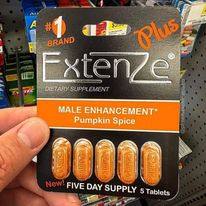 #1
BRAND
Plus
ExtenZe
DIETARY SUPPLEMENT
MALE ENHANCEMENT*
Pumpkin Spice
New! FIVE DAY SUPPLY 5 Tablets